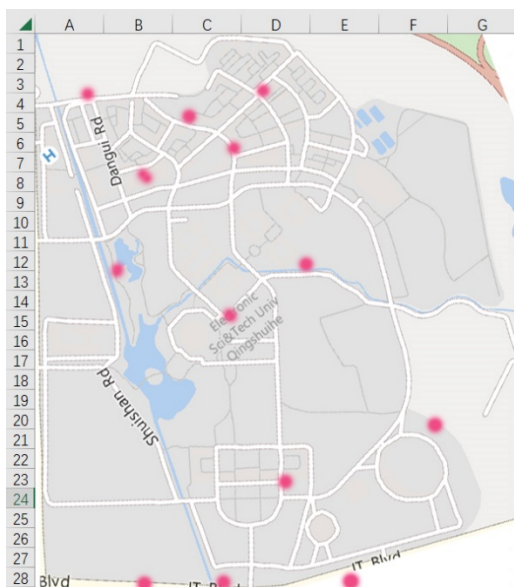 A B C D E F G
1
2
3
4
5
6
7
8
9
10
11
12
13
14
15
16
17
18
19
20
21
22
23
24
25
26
27
28
Dangui Rd
H
Electronic
Sci&Tech Univ
Qingshuihe
Shuishan Rd
Blvd
IT Blvd
IT Blvd